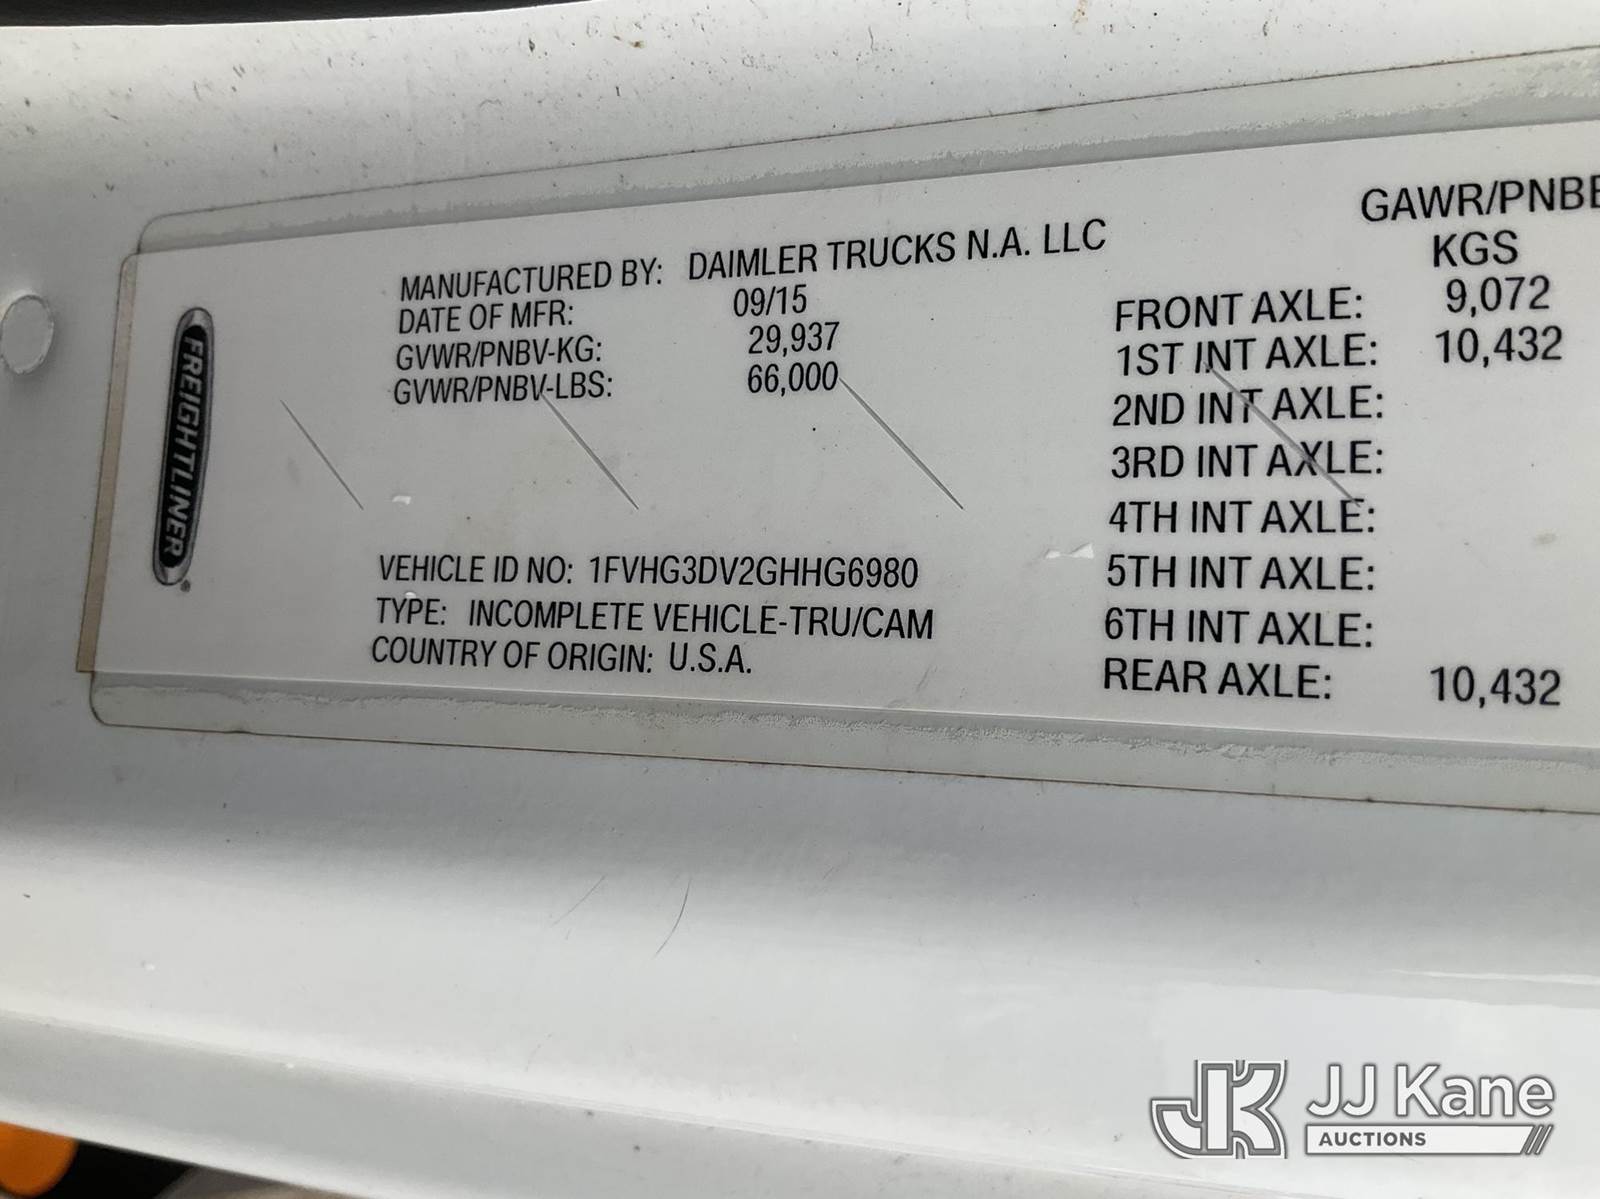 FREIGHTLINER®
MANUFACTURED BY: DAIMLER TRUCKS N.A. LLC
DATE OF MFR: 09/15
GVWR/PNBV-KG: 29,937
GVWR/PNBV-LBS: 66,000
VEHICLE ID NO: 1FVHG3DV2GHHG6980
TYPE: INCOMPLETE VEHICLE-TRU/CAM
COUNTRY OF ORIGIN: U.S.A.
GAWR/PNBE
KGS
FRONT AXLE: 9,072
1ST INT AXLE: 10,432
2ND INT AXLE:
3RD INT AXLE:
4TH INT AXLE:
5TH INT AXLE:
6TH INT AXLE:
REAR AXLE: 10,432
JK JJ Kane
AUCTIONS